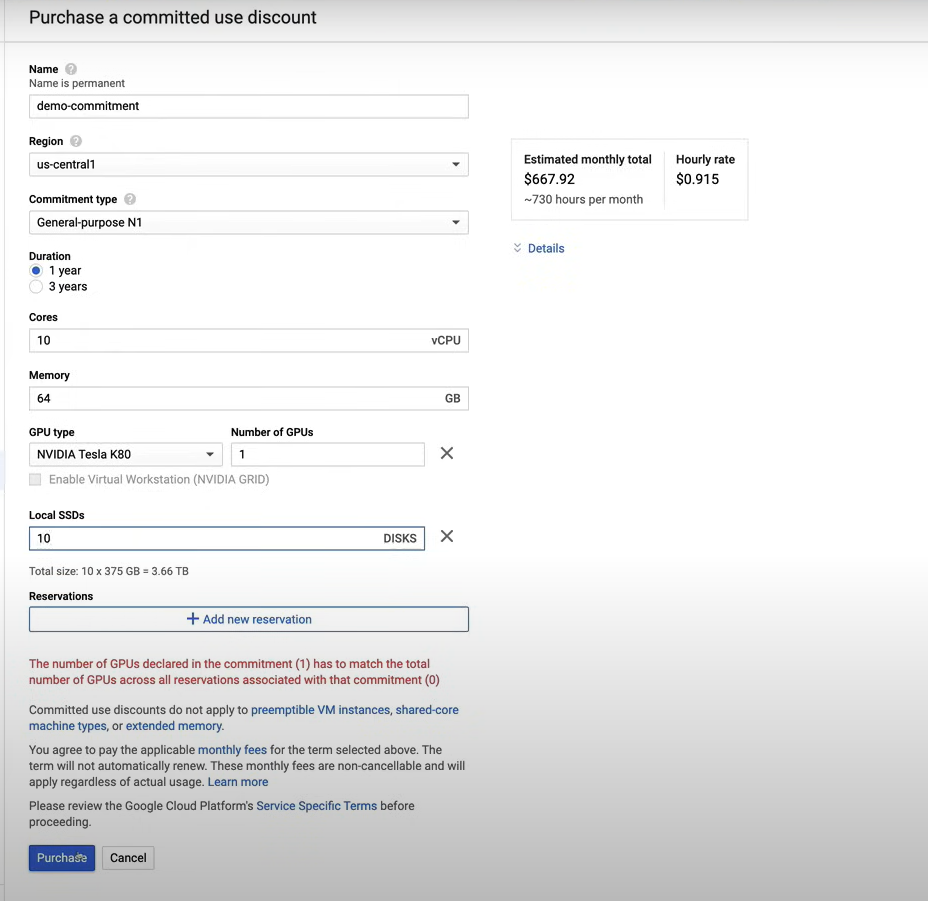 Purchase a committed use discount
Name
Name is permanent
demo-commitment
Region
us-central1
Commitment type
General-purpose N1
Duration
1 year
3 years
Cores
10 vCPU
Memory
64 GB
GPU type Number of GPUs
NVIDIA Tesla K80 1
Enable Virtual Workstation (NVIDIA GRID)
Local SSDs
10 DISKS
Total size: 10 x 375 GB = 3.66 TB
Reservations
Add new reservation
The number of GPUs declared in the commitment (1) has to match the total
number of GPUs across all reservations associated with that commitment (0)
Committed use discounts do not apply to preemptible VM instances, shared-core
machine types, or extended memory.
You agree to pay the applicable monthly fees for the term selected above. The
term will not automatically renew. These monthly fees are non-cancellable and will
apply regardless of actual usage. Learn more
Please review the Google Cloud Platform's Service Specific Terms before
proceeding.
Purchase Cancel
Estimated monthly total Hourly rate
$667.92 $0.915
~730 hours per month
Details